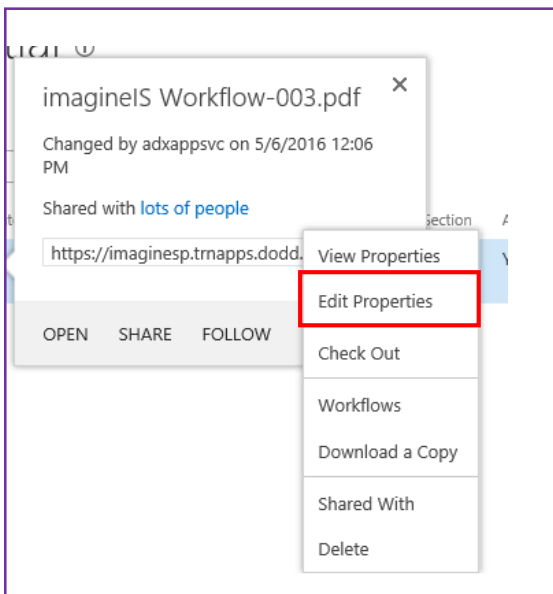 imagineIS Workflow-003.pdf
Changed by adxappsvc on 5/6/2016 12:06
PM
Shared with lots of people
Section
https://imaginesp.trnapps.dodd.
View Properties
Edit Properties
OPEN SHARE FOLLOW
Check Out
Workflows
Download a Copy
Shared With
Delete